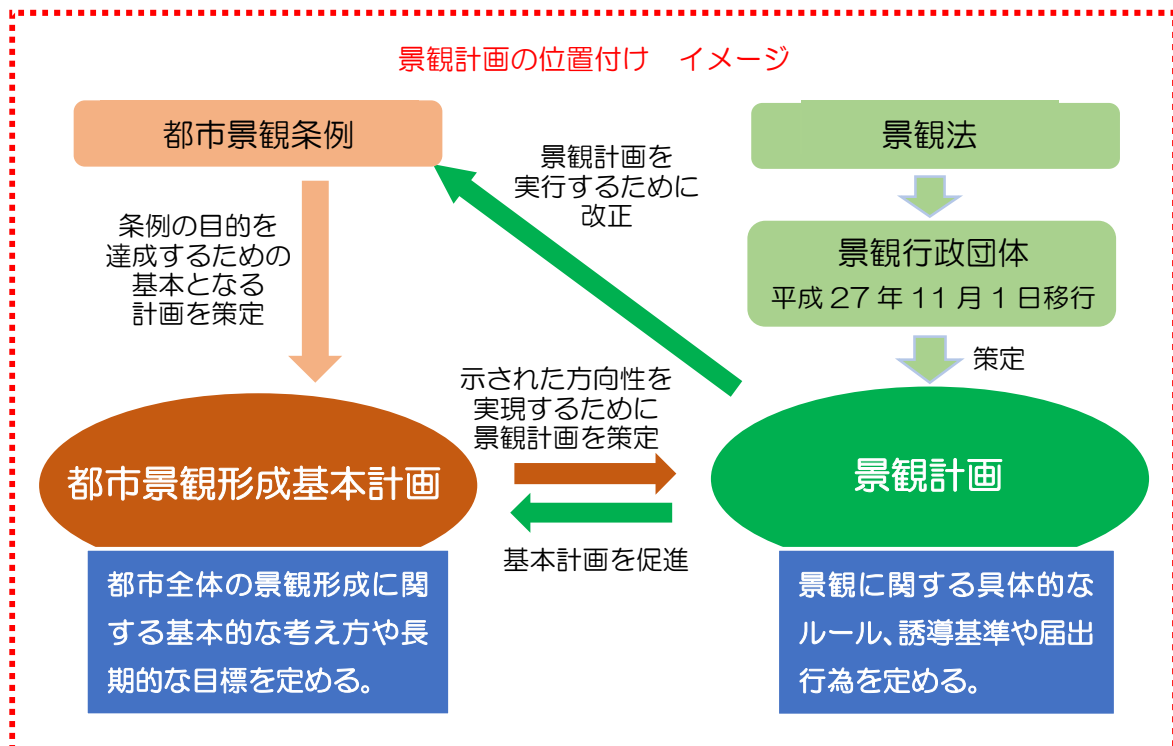 景観計画の位置付け　イメージ
都市景観条例
条例の目的を
達成するための
基本となる
計画を策定
都市景観形成基本計画
都市全体の景観形成に関
する基本的な考え方や長
期的な目標を定める。
景観計画を
実行するために
改正
示された方向性を
実現するために
景観計画を策定
基本計画を促進
景観法
景観行政団体
平成 27 年 11 月 1 日移行
策定
景観計画
景観に関する具体的な
ルール、誘導基準や届出
行為を定める。